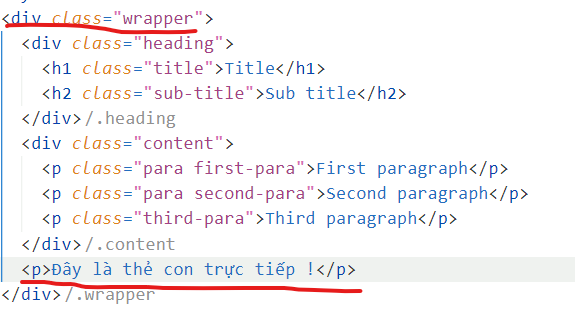 <div class="wrapper">
<div class="heading">
<h1 class="title">Title</h1>
<h2 class="sub-title">Sub title</h2>
</div>/.heading
<div class="content">
<p class="para first-para">First paragraph</p>
<p class="para second-para">Second paragraph</p>
<p class="third-para">Third paragraph</p>
</div>/.content
<p>Đây là thẻ con trực tiếp !</p>
</div>/.wrapper